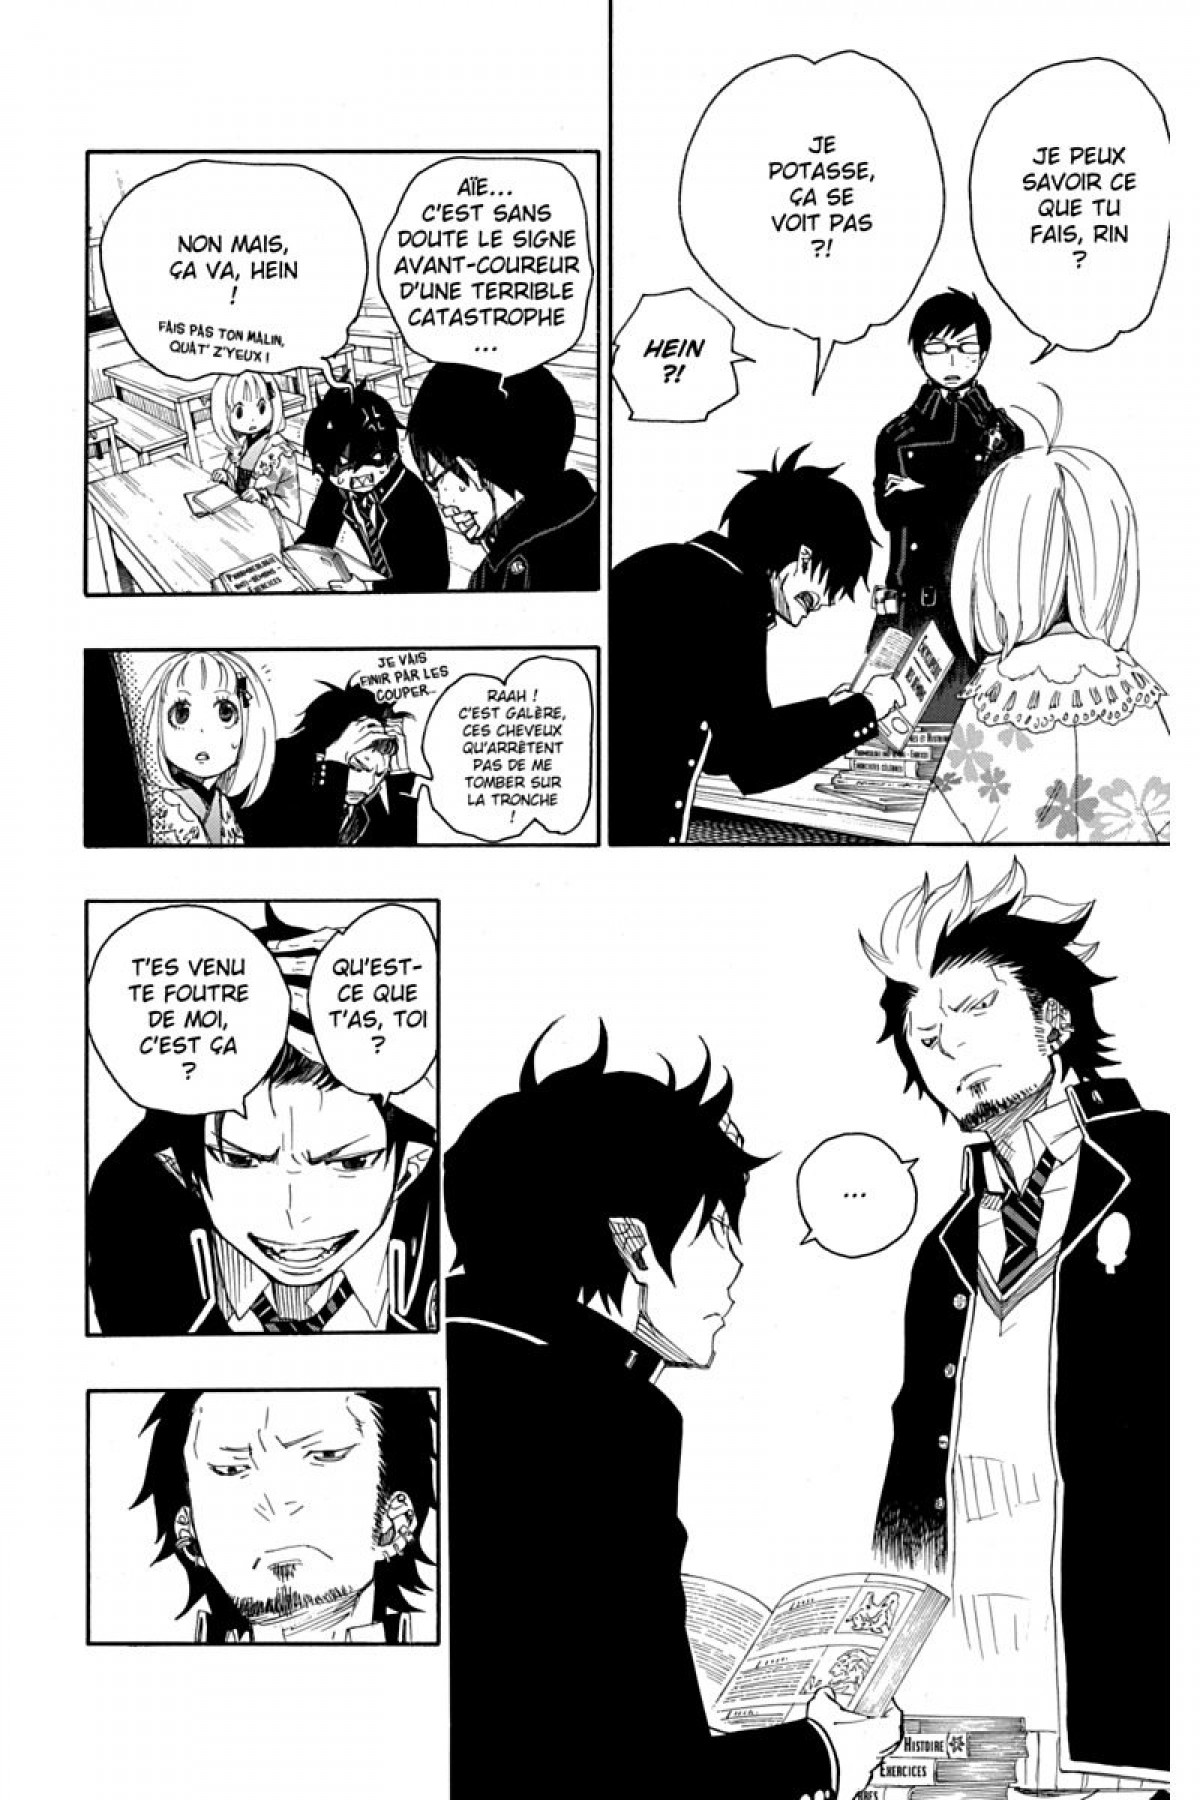 JE PEUX
SAVOIR CE
QUE TU
FAIS, RIN
?
JE
POTASSE,
ÇA SE
VOIT PAS
?!
HEIN
?!
AÏE...
C'EST SANS
DOUTE LE SIGNE
AVANT-COUREUR
D'UNE TERRIBLE
CATASTROPHE
...
NON MAIS,
ÇA VA, HEIN
!
FAIS PAS TON MALIN,
QUAT' Z'YEUX !
EXERCICES
JE VAIS
FINIR PAR LES
COUPER...
RAAH !
C'EST GALÈRE,
CES CHEVEUX
QU'ARRÊTENT
PAS DE ME
TOMBER SUR
LA TRONCHE
!
...
QU'EST-
CE QUE
T'AS, TOI
?
T'ES VENU
TE FOUTRE
DE MOI,
C'EST ÇA
?
HISTOIRE
EXERCICES